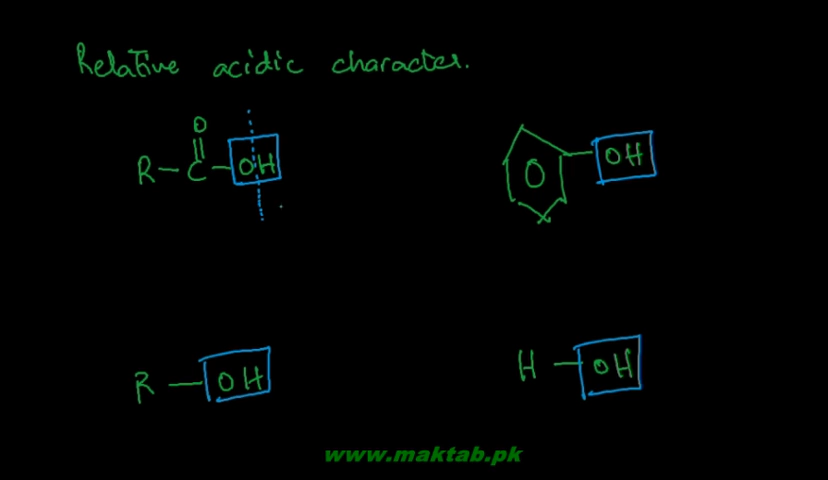 Relative acidic character.
O
R — C — OH
OH
R — OH
H — OH
www.maktab.pk